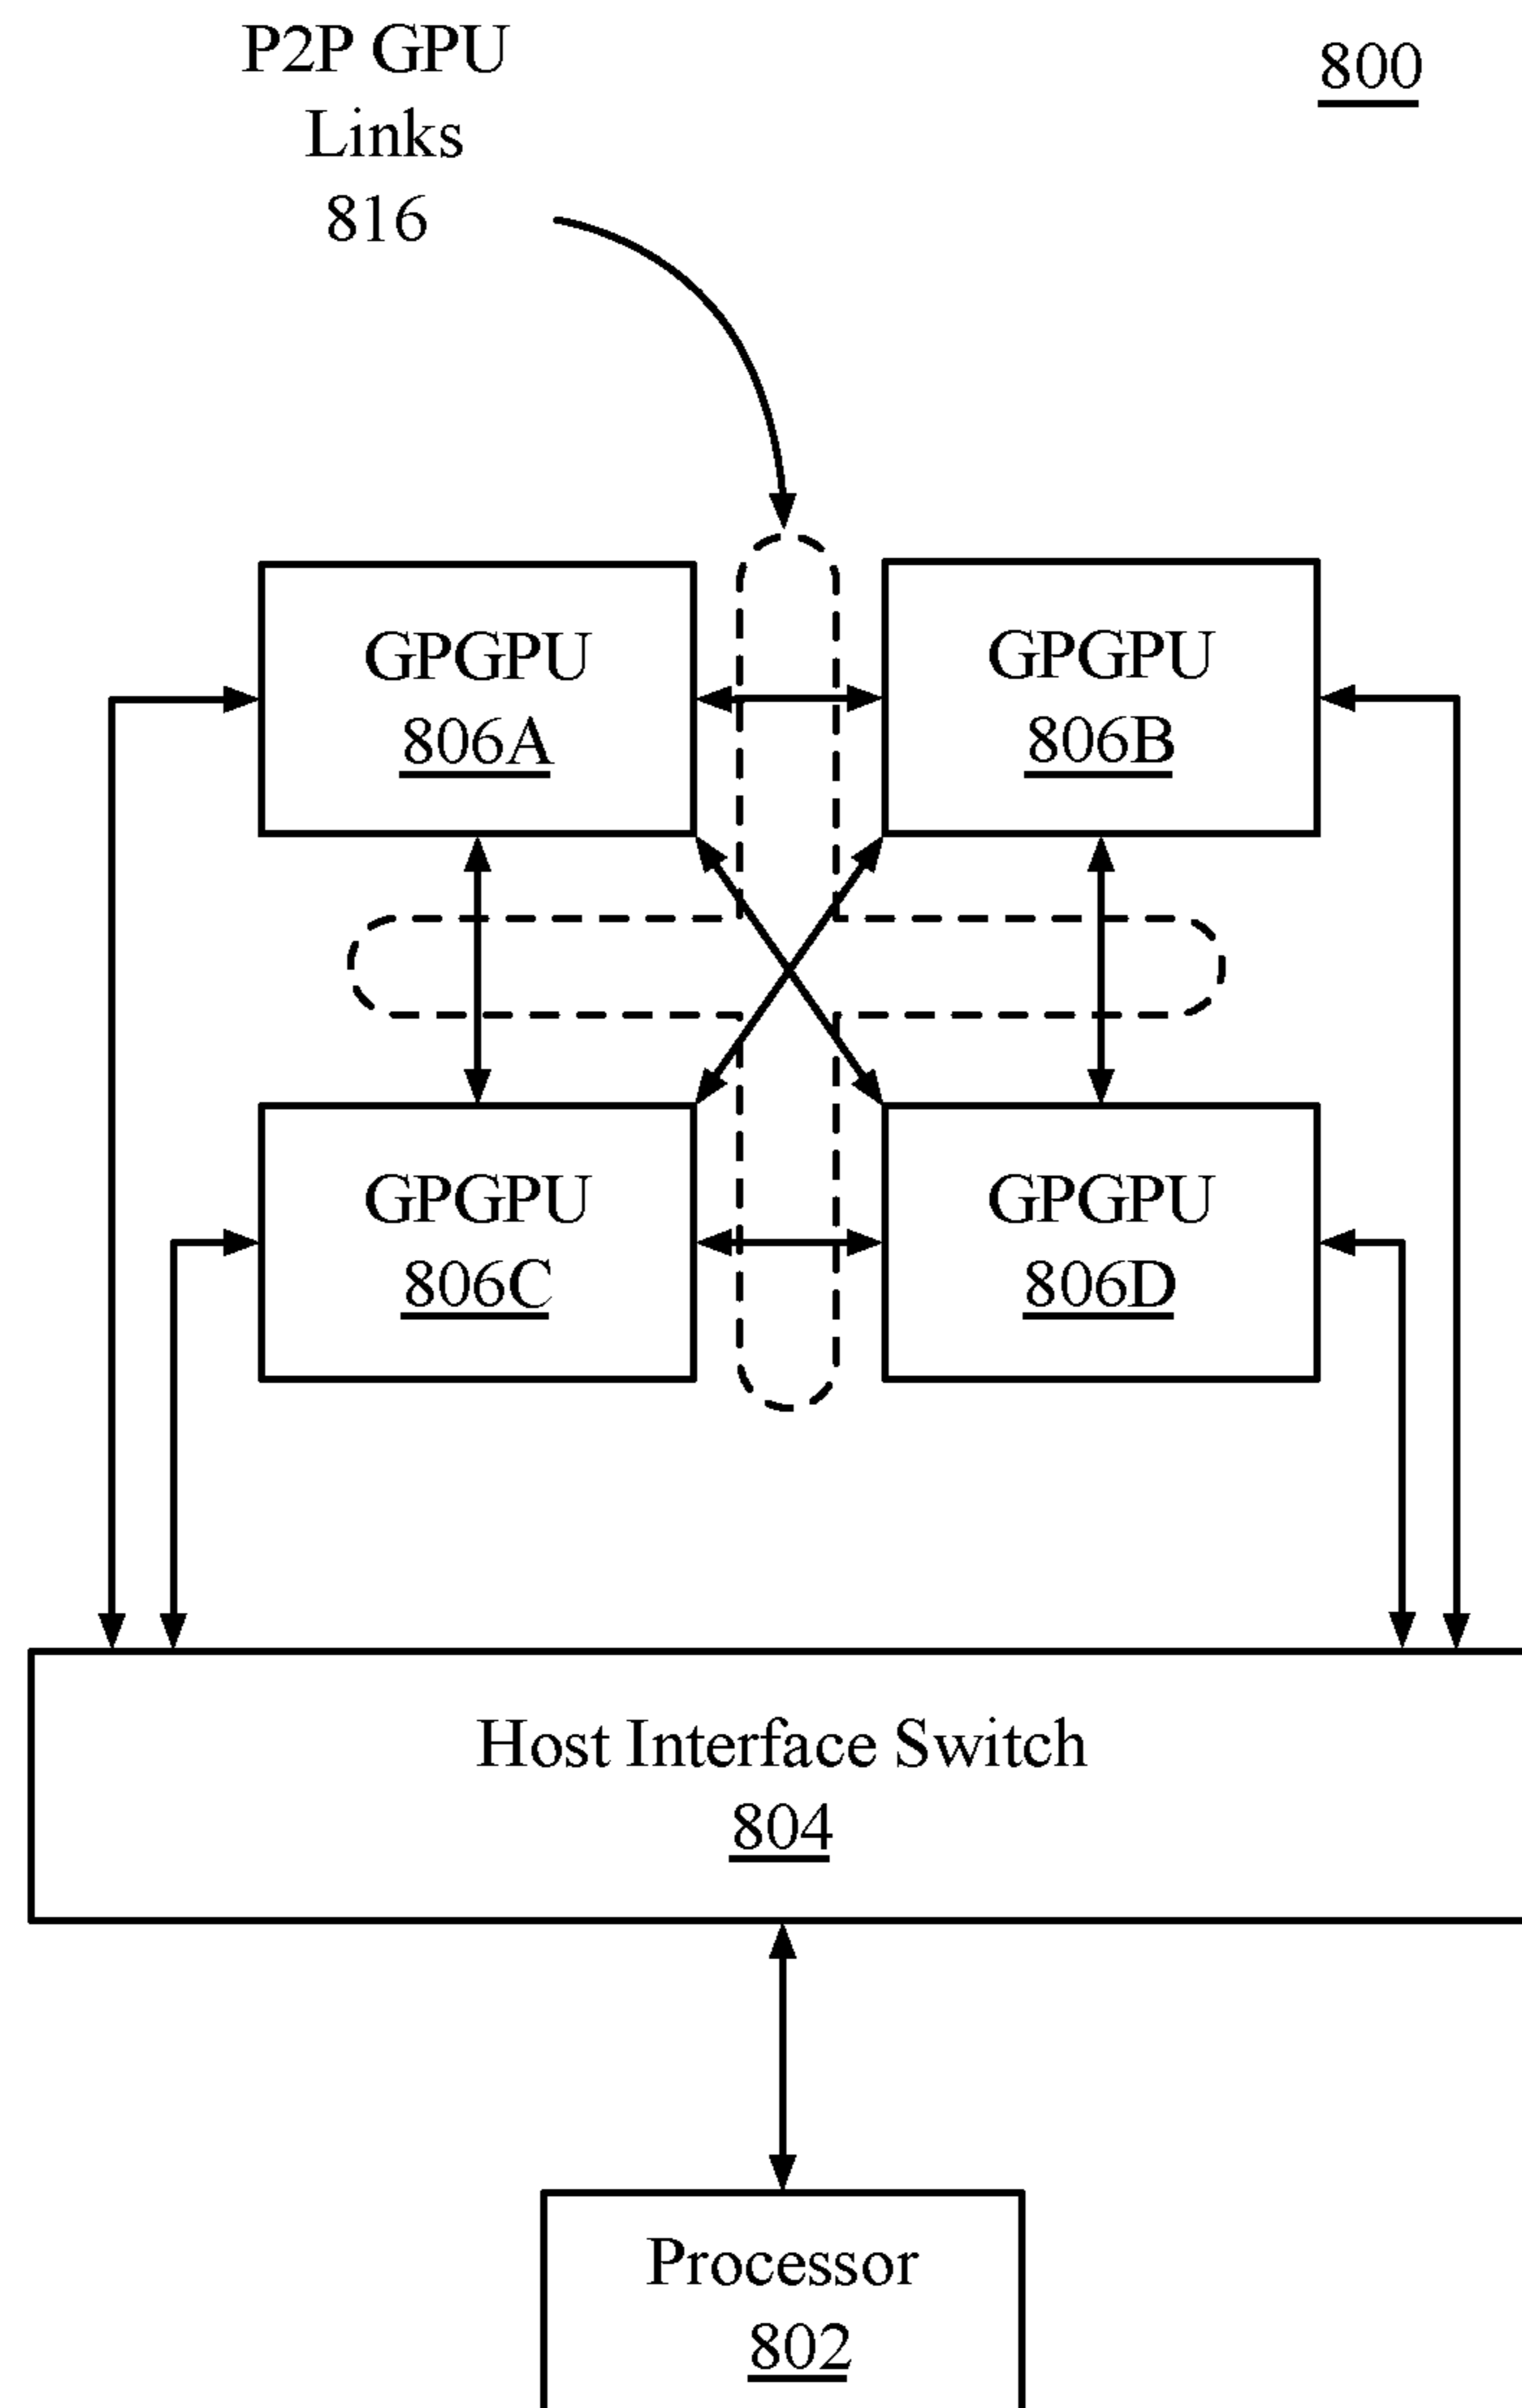 P2P GPU
Links
816
800
GPGPU
806A
GPGPU
806B
GPGPU
806C
GPGPU
806D
Host Interface Switch
804
Processor
802